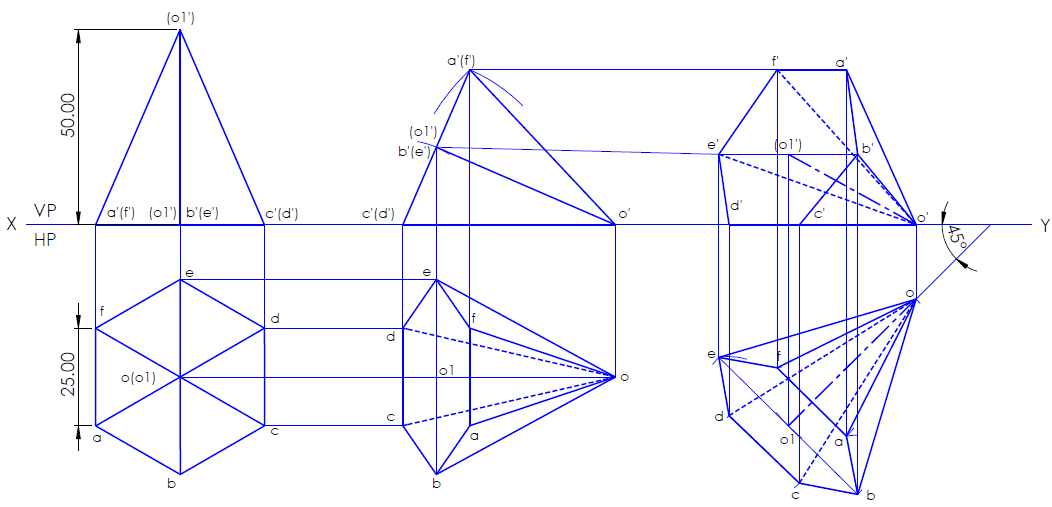 (o1')
50.00
X
VP
HP
a'(f')
(o1')
b'(e')
c'(d')
f
e
d
o(o1)
25.00
a
b
c
a'(f')
(o1')
b'(e')
c'(d')
o'
e
d
f
o1
o
c
a
b
f'
a'
e'
(o1')
b'
d'
c'
o'
Y
45°
o
e
f
d
o1
a
c
b